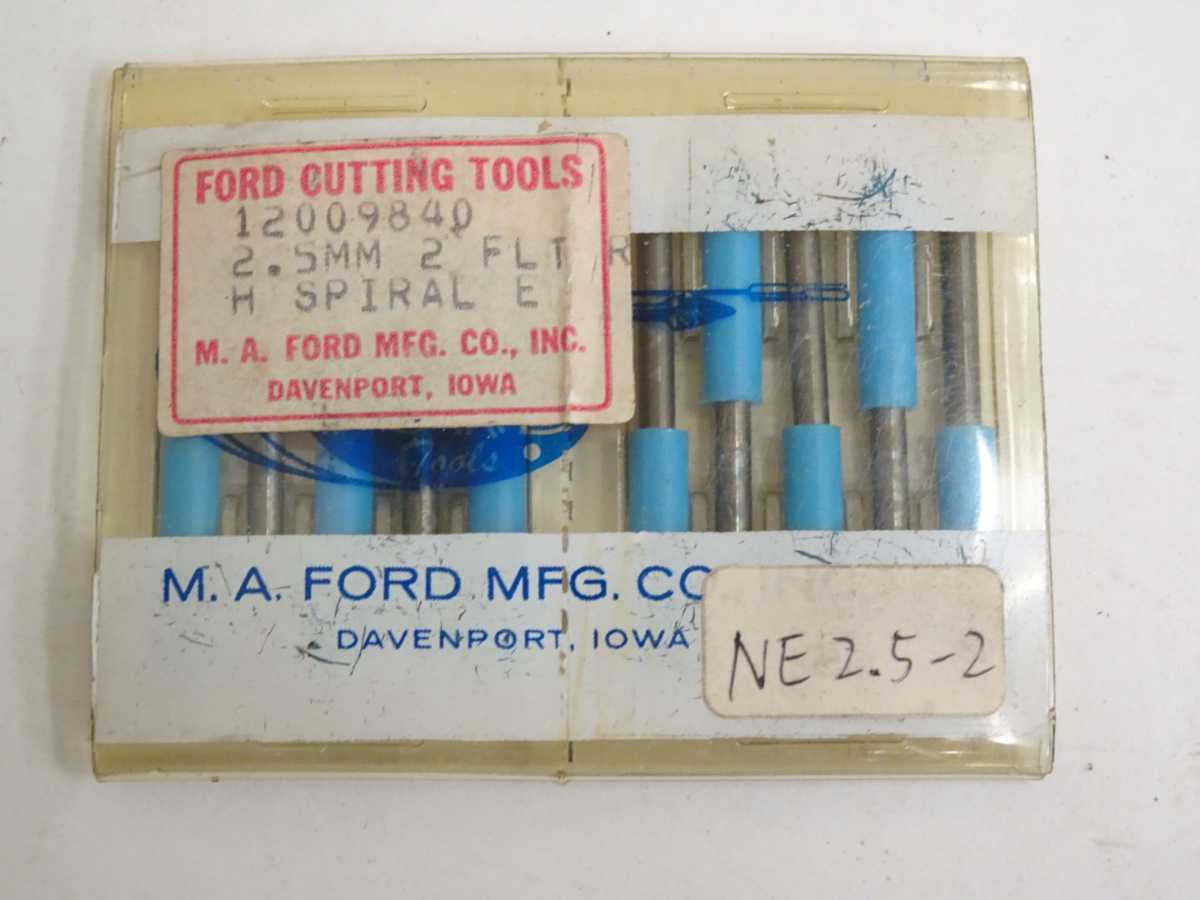 FORD CUTTING TOOLS
12009840
2.5MM 2 FLT R
H SPIRAL E
M. A. FORD MFG. CO., INC.
DAVENPORT, IOWA
Tools
M. A. FORD MFG. CO
DAVENPORT, IOWA
NE 2.5-2